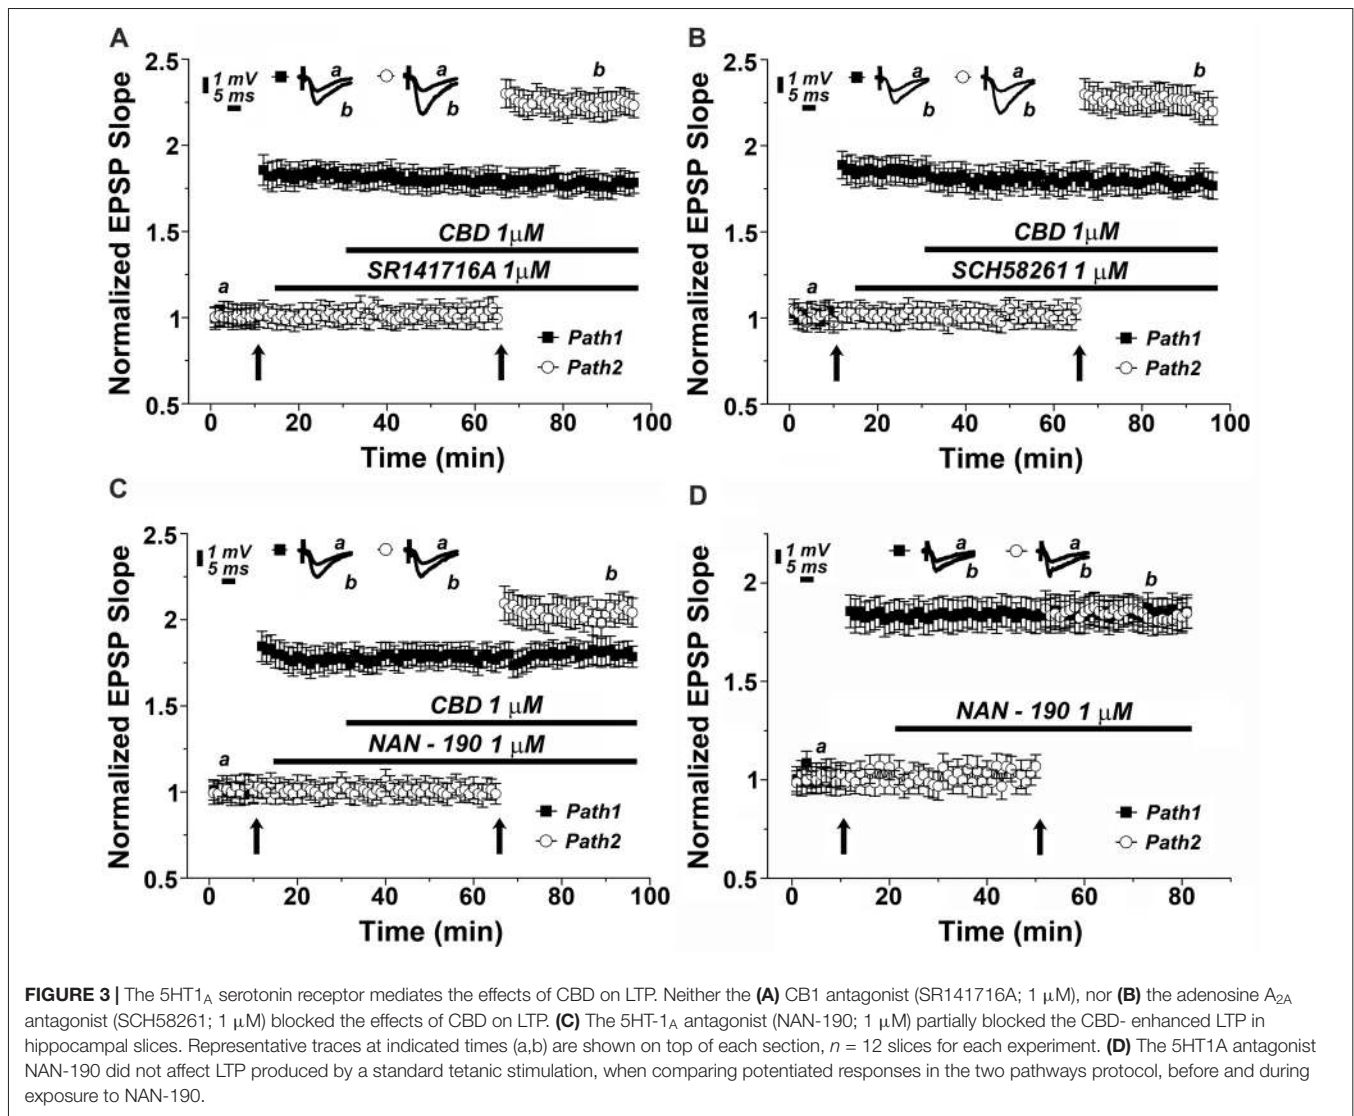 A
Normalized EPSP Slope
2.5
2
1.5
1
0.5
1 mV
5 ms
a
b
a
b
b
CBD 1µM
SR141716A 1µM
a
Path1
Path2
0 20 40 60 80 100
Time (min)
B
Normalized EPSP Slope
2.5
2
1.5
1
0.5
1 mV
5 ms
a
b
a
b
b
CBD 1µM
SCH58261 1 µM
a
Path1
Path2
0 20 40 60 80 100
Time (min)
C
Normalized EPSP Slope
2.5
2
1.5
1
0.5
1 mV
5 ms
a
b
a
b
b
CBD 1 µM
NAN - 190 1 µM
a
Path1
Path2
0 20 40 60 80 100
Time (min)
D
Normalized EPSP Slope
2
1.5
1
0.5
1 mV
5 ms
a
b
a
b
b
NAN - 190 1 µM
a
Path1
Path2
0 20 40 60 80
Time (min)
FIGURE 3 | The 5HT1A serotonin receptor mediates the effects of CBD on LTP. Neither the (A) CB1 antagonist (SR141716A; 1 µM), nor (B) the adenosine A2A
antagonist (SCH58261; 1 µM) blocked the effects of CBD on LTP. (C) The 5HT-1A antagonist (NAN-190; 1 µM) partially blocked the CBD- enhanced LTP in
hippocampal slices. Representative traces at indicated times (a,b) are shown on top of each section, n = 12 slices for each experiment. (D) The 5HT1A antagonist
NAN-190 did not affect LTP produced by a standard tetanic stimulation, when comparing potentiated responses in the two pathways protocol, before and during
exposure to NAN-190.